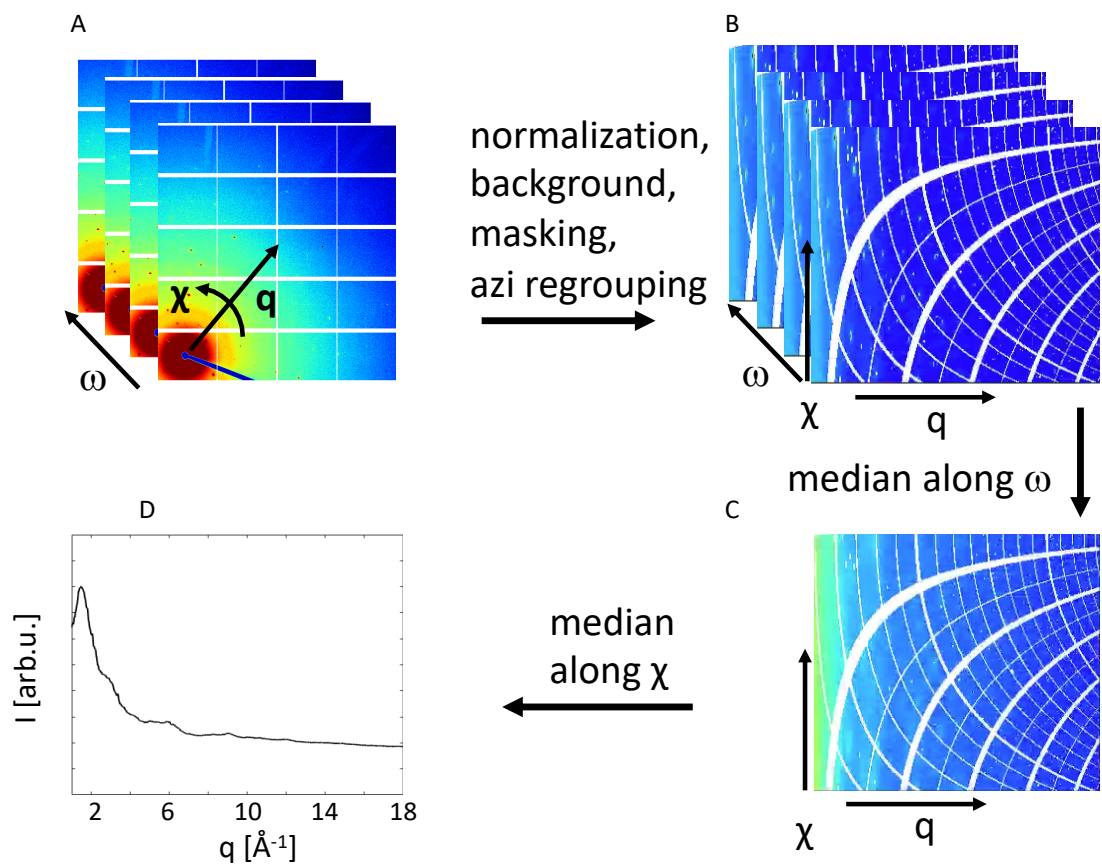 A
χ
q
ω
normalization,
background,
masking,
azi regrouping
B
ω
χ
q
median along ω
C
χ
q
median
along χ
D
I [arb.u.]
2 6 10 14 18
q [Å⁻¹]